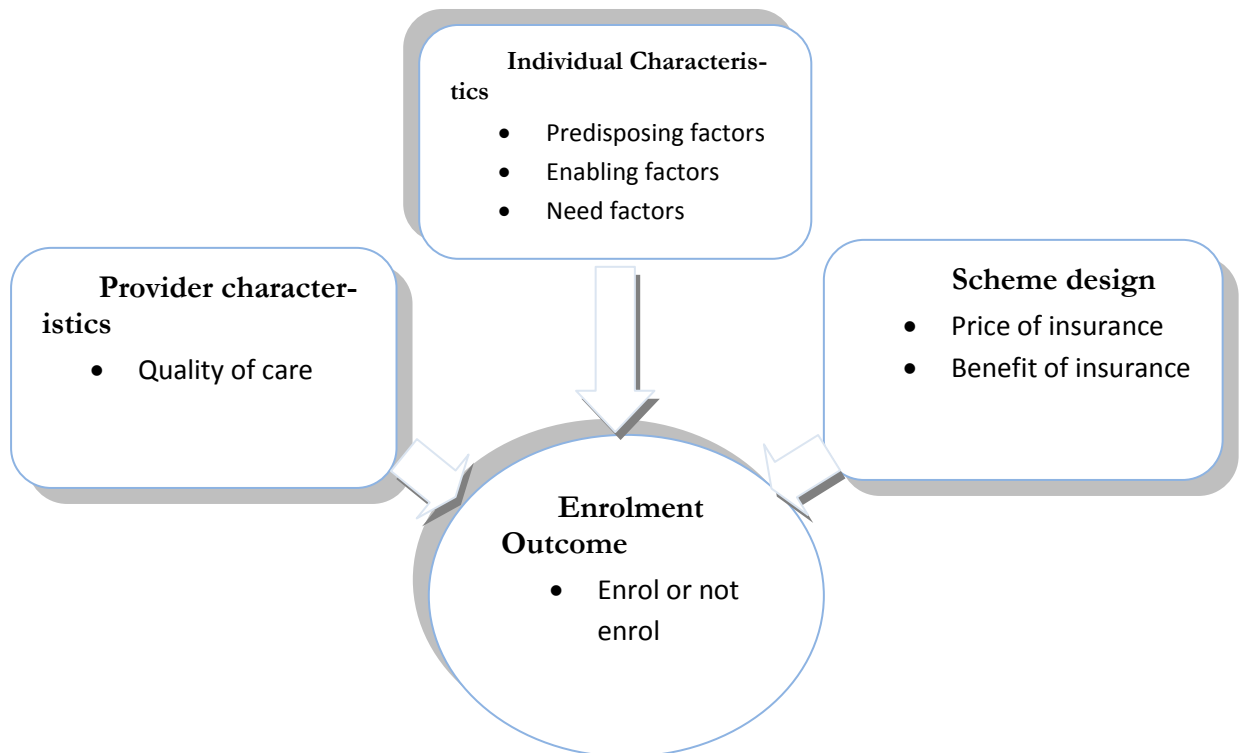 Individual Characteris-
tics
• Predisposing factors
• Enabling factors
• Need factors
Provider character-
istics
• Quality of care
Scheme design
• Price of insurance
• Benefit of insurance
Enrolment
Outcome
• Enrol or not
enrol